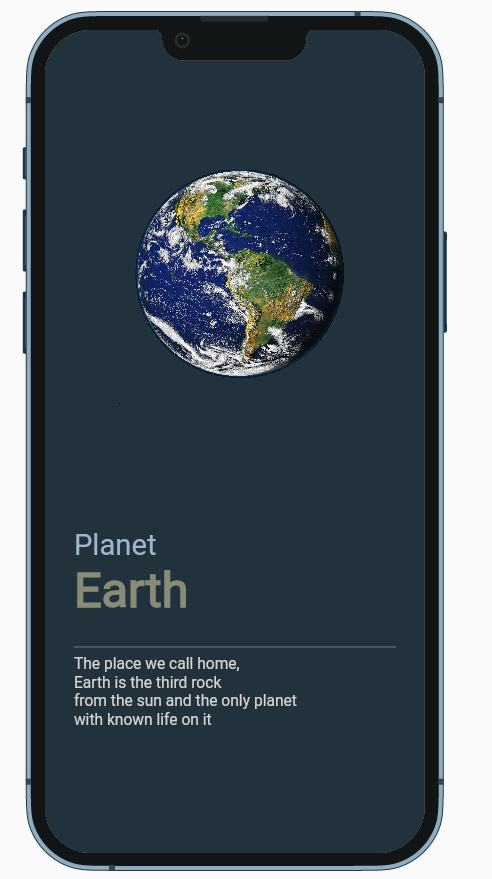 Planet
Earth
The place we call home,
Earth is the third rock
from the sun and the only planet
with known life on it